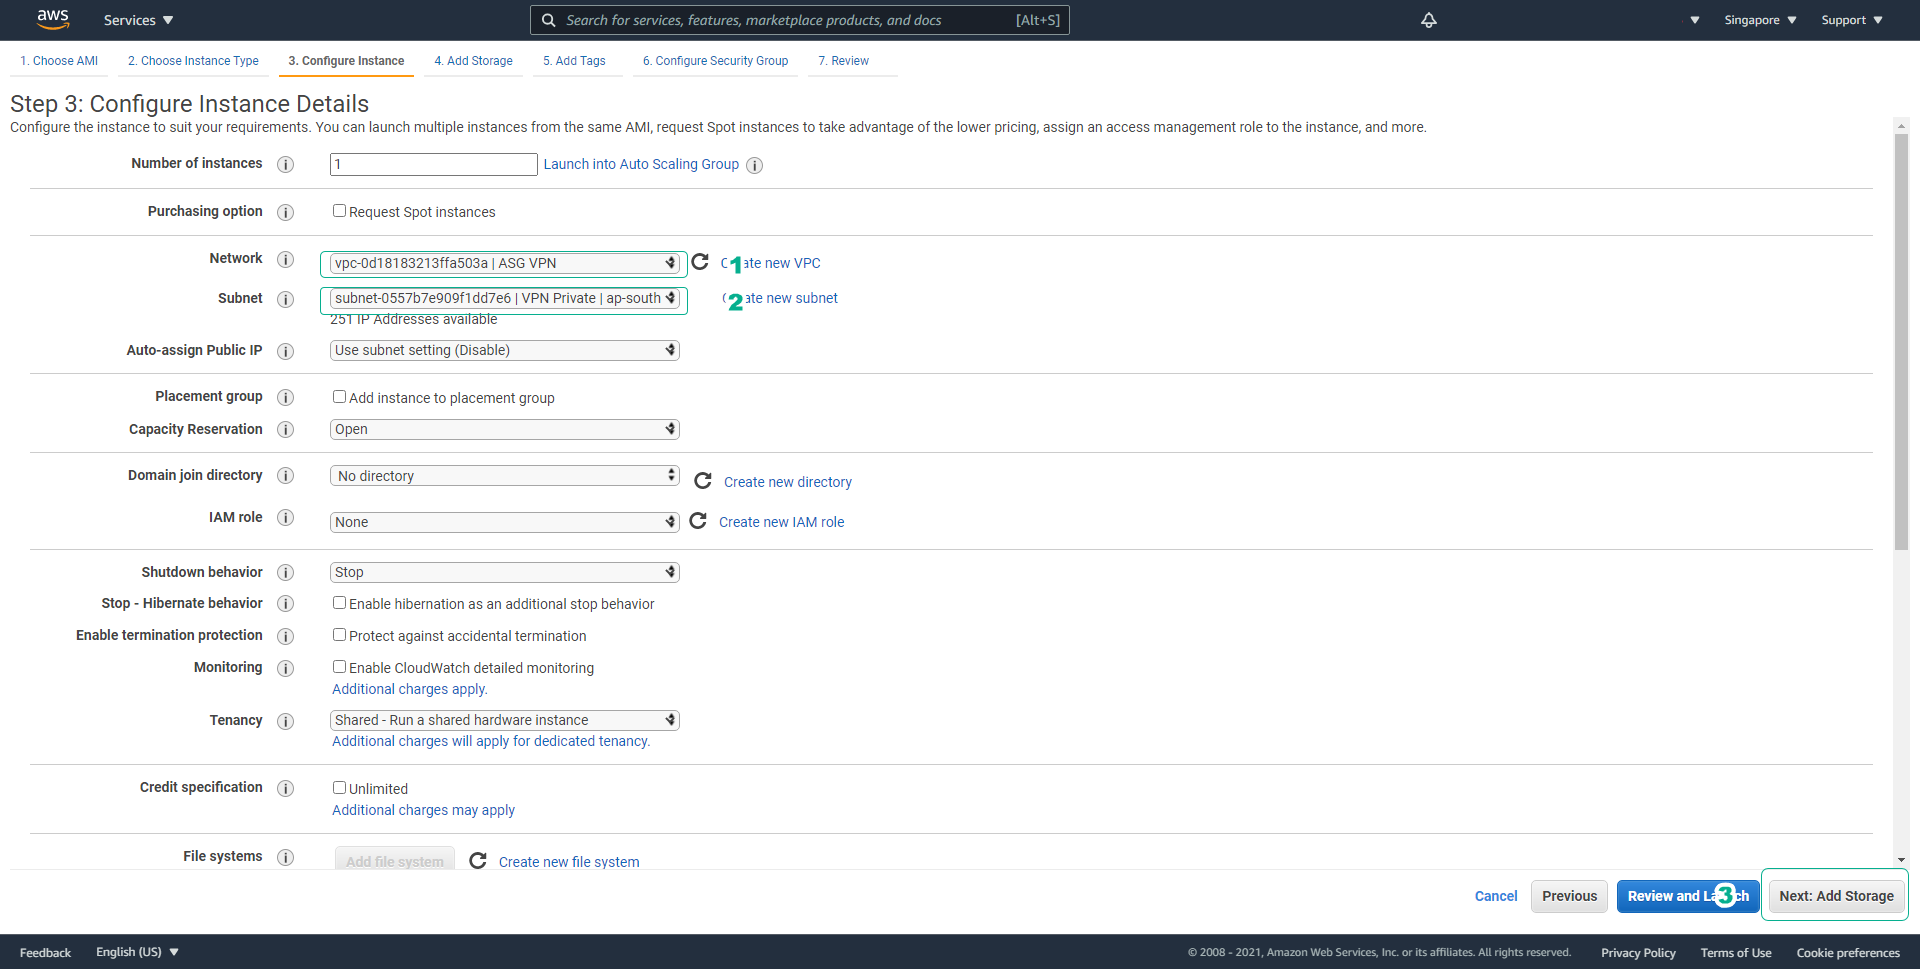 aws Services Search for services, features, marketplace products, and docs [Alt+S] Singapore Support
1. Choose AMI 2. Choose Instance Type 3. Configure Instance 4. Add Storage 5. Add Tags 6. Configure Security Group 7. Review
Step 3: Configure Instance Details
Configure the instance to suit your requirements. You can launch multiple instances from the same AMI, request Spot instances to take advantage of the lower pricing, assign an access management role to the instance, and more.
Number of instances i 1 Launch into Auto Scaling Group i
Purchasing option i Request Spot instances
Network i vpc-0d18183213ffa503a | ASG VPN C 1 ate new VPC
Subnet i subnet-0557b7e909f1dd7e6 | VPN Private | ap-south 2 ate new subnet
251 IP Addresses available
Auto-assign Public IP i Use subnet setting (Disable)
Placement group i Add instance to placement group
Capacity Reservation i Open
Domain join directory i No directory Create new directory
IAM role i None Create new IAM role
Shutdown behavior i Stop
Stop - Hibernate behavior i Enable hibernation as an additional stop behavior
Enable termination protection i Protect against accidental termination
Monitoring i Enable CloudWatch detailed monitoring
Additional charges apply.
Tenancy i Shared - Run a shared hardware instance
Additional charges will apply for dedicated tenancy.
Credit specification i Unlimited
Additional charges may apply
File systems i Add file system Create new file system
Cancel Previous Review and La 3 ch Next: Add Storage
Feedback English (US) © 2008 - 2021, Amazon Web Services, Inc. or its affiliates. All rights reserved. Privacy Policy Terms of Use Cookie preferences